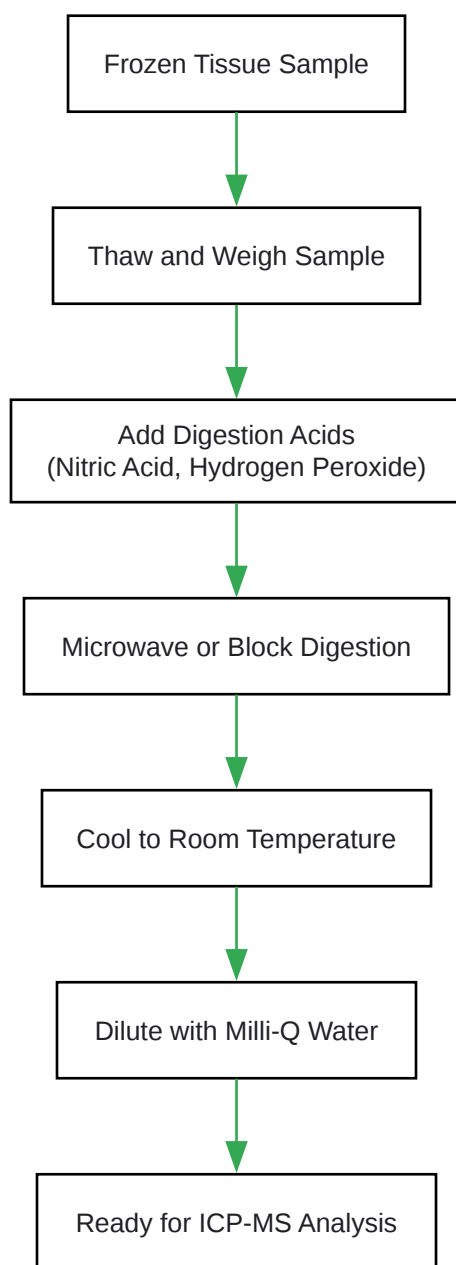 Frozen Tissue Sample
Thaw and Weigh Sample
Add Digestion Acids
(Nitric Acid, Hydrogen Peroxide)
Microwave or Block Digestion
Cool to Room Temperature
Dilute with Milli-Q Water
Ready for ICP-MS Analysis